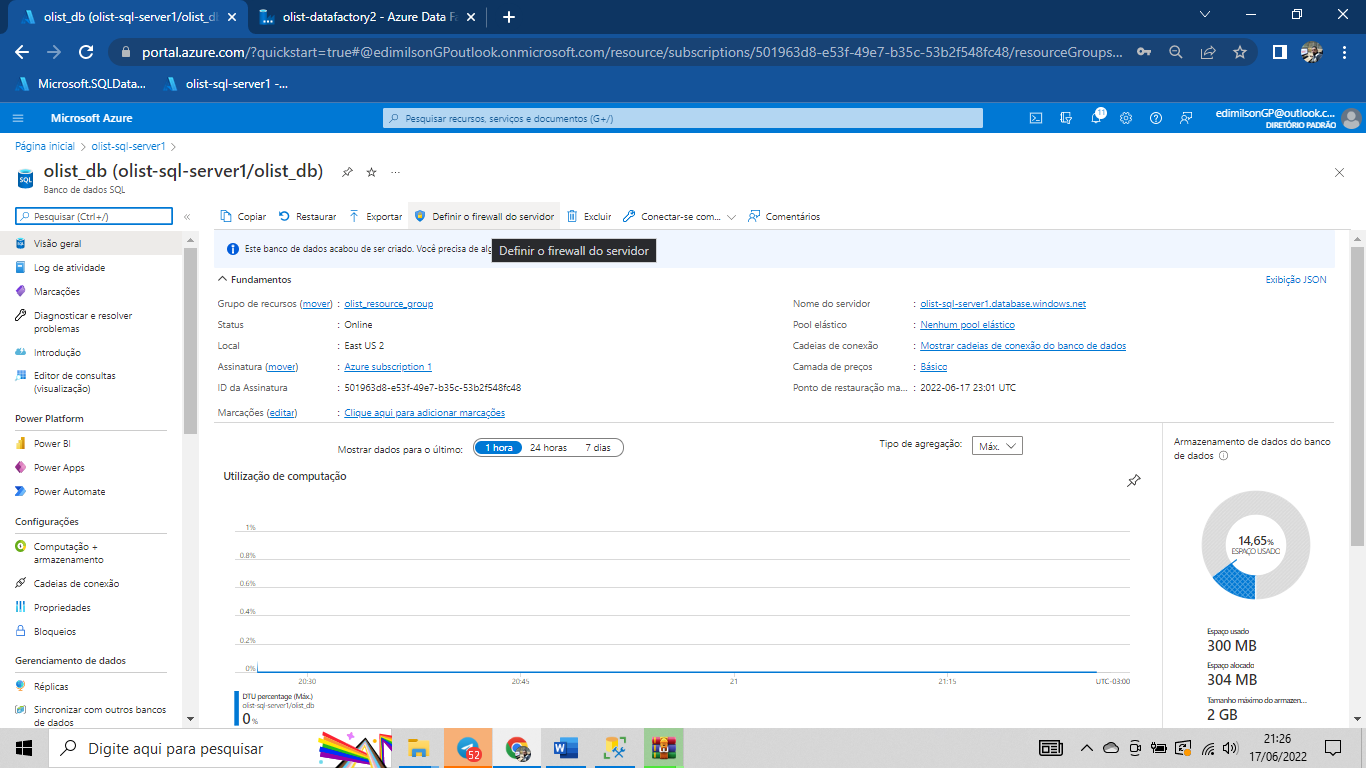 olist_db (olist-sql-server1/olist_d
olist-datafactory2 - Azure Data Fa
portal.azure.com/?quickstart=true#@edimilsonGPoutlook.onmicrosoft.com/resource/subscriptions/501963d8-e53f-49e7-b35c-53b2f548fc48/resourceGroups...
Microsoft.SQLData...
olist-sql-server1 -...
Microsoft Azure
Pesquisar recursos, serviços e documentos (G+/)
11
edimilsonGP@outlook.c...
DIRETÓRIO PADRÃO
Página inicial > olist-sql-server1 >
olist_db (olist-sql-server1/olist_db)
SQL
Banco de dados SQL
Pesquisar (Ctrl+/)
Copiar
Restaurar
Exportar
Definir o firewall do servidor
Excluir
Conectar-se com...
Comentários
Visão geral
Log de atividade
Marcações
Diagnosticar e resolver
problemas
Introdução
Editor de consultas
(visualização)
Power Platform
Power BI
Power Apps
Power Automate
Configurações
Computação +
armazenamento
Cadeias de conexão
Propriedades
Bloqueios
Gerenciamento de dados
Réplicas
Sincronizar com outros bancos
de dados
Este banco de dados acabou de ser criado. Você precisa de alg
Definir o firewall do servidor
Fundamentos
Exibição JSON
Grupo de recursos (mover) : olist_resource_group
Status : Online
Local : East US 2
Assinatura (mover) : Azure subscription 1
ID da Assinatura : 501963d8-e53f-49e7-b35c-53b2f548fc48
Marcações (editar) : Clique aqui para adicionar marcações
Nome do servidor : olist-sql-server1.database.windows.net
Pool elástico : Nenhum pool elástico
Cadeias de conexão : Mostrar cadeias de conexão do banco de dados
Camada de preços : Básico
Ponto de restauração ma... : 2022-06-17 23:01 UTC
Mostrar dados para o último:
1 hora
24 horas
7 dias
Tipo de agregação:
Máx.
Utilização de computação
1%
0.8%
0.6%
0.4%
0.2%
0%
20:30
20:45
21
21:15
UTC-03:00
DTU percentage (Máx.)
olist-sql-server1/olist_db
0%
Armazenamento de dados do banco
de dados
14,65%
ESPAÇO USADO
Espaço usado
300 MB
Espaço alocado
304 MB
Tamanho máximo do armazen...
2 GB
Digite aqui para pesquisar
52
21:26
17/06/2022